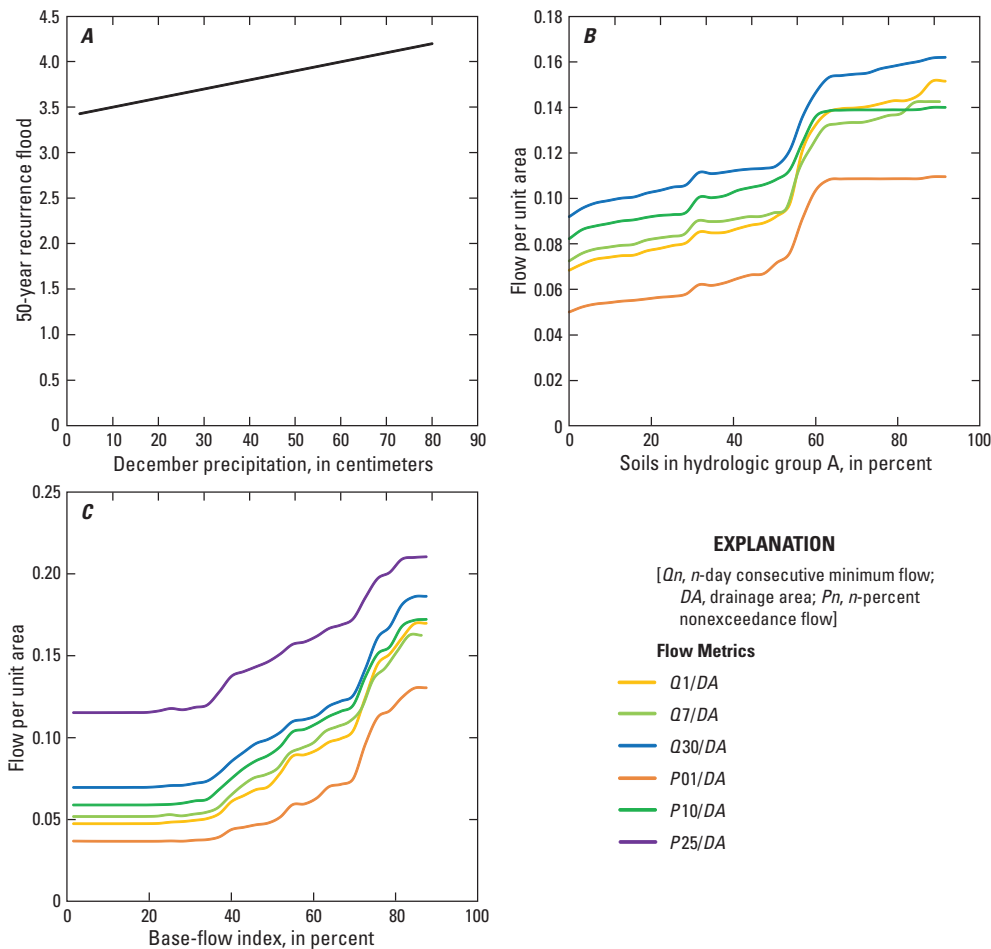 A
4.5
4.0
3.5
3.0
2.5
2.0
1.5
1.0
0.5
0
50-year recurrence flood
0 10 20 30 40 50 60 70 80 90
December precipitation, in centimeters
B
0.18
0.16
0.14
0.12
0.10
0.08
0.06
0.04
0.02
0
Flow per unit area
0 20 40 60 80 100
Soils in hydrologic group A, in percent
C
0.25
0.20
0.15
0.10
0.05
0
Flow per unit area
0 20 40 60 80 100
Base-flow index, in percent
EXPLANATION
[Qn, n-day consecutive minimum flow;
DA, drainage area; Pn, n-percent
nonexceedance flow]
Flow Metrics
Q1/DA
Q7/DA
Q30/DA
P01/DA
P10/DA
P25/DA